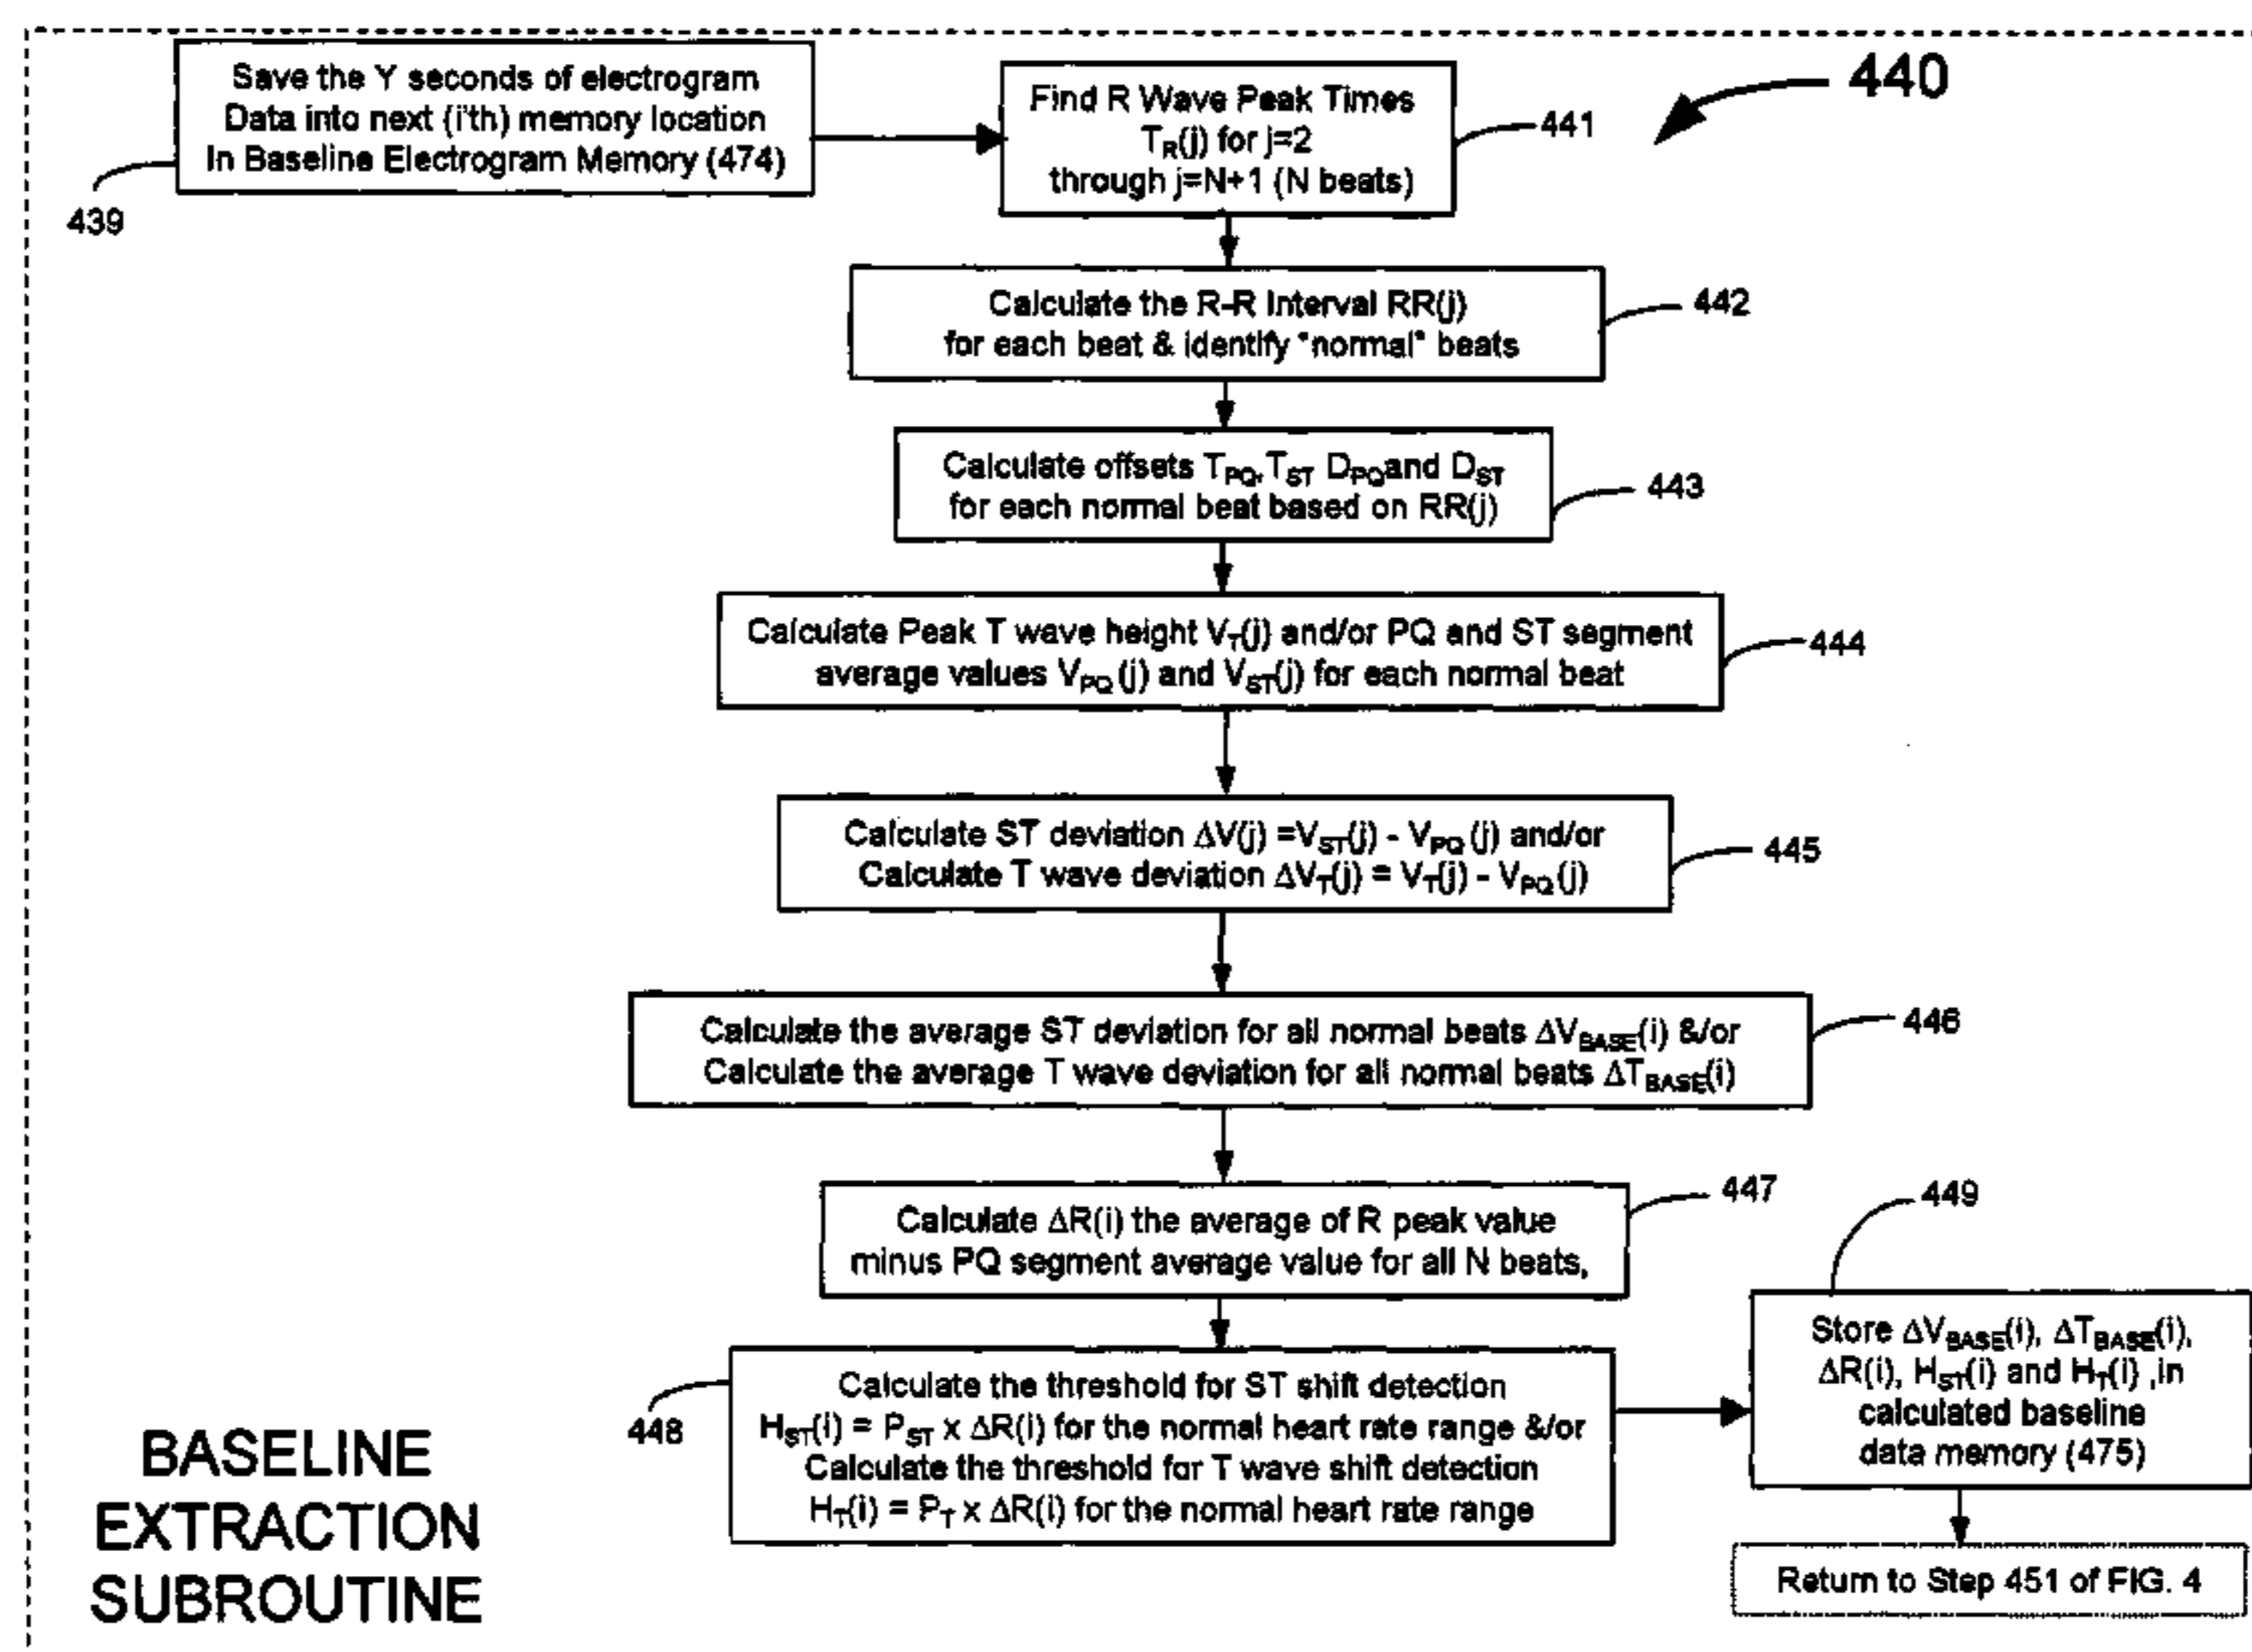 Save the Y seconds of electrogram
Data into next (i'th) memory location
In Baseline Electrogram Memory (474)
439
Find R Wave Peak Times
T_R(j) for j=2
through j=N+1 (N beats)
441
440
Calculate the R-R Interval RR(j)
for each beat & identify "normal" beats
442
Calculate offsets T_PQ, T_ST D_PQ and D_ST
for each normal beat based on RR(j)
443
Calculate Peak T wave height V_T(j) and/or PQ and ST segment
average values V_PQ (j) and V_ST(j) for each normal beat
444
Calculate ST deviation ΔV(j) =V_ST(j) - V_PQ (j) and/or
Calculate T wave deviation ΔV_T(j) = V_T(j) - V_PQ (j)
445
Calculate the average ST deviation for all normal beats ΔV_BASE(i) &/or
Calculate the average T wave deviation for all normal beats ΔT_BASE(i)
446
Calculate ΔR(i) the average of R peak value
minus PQ segment average value for all N beats,
447
Calculate the threshold for ST shift detection
H_ST(i) = P_ST x ΔR(i) for the normal heart rate range &/or
Calculate the threshold for T wave shift detection
H_T(i) = P_T x ΔR(i) for the normal heart rate range
448
449
Store ΔV_BASE(i), ΔT_BASE(i),
ΔR(i), H_ST(i) and H_T(i) ,in
calculated baseline
data memory (475)
Return to Step 451 of FIG. 4
BASELINE
EXTRACTION
SUBROUTINE